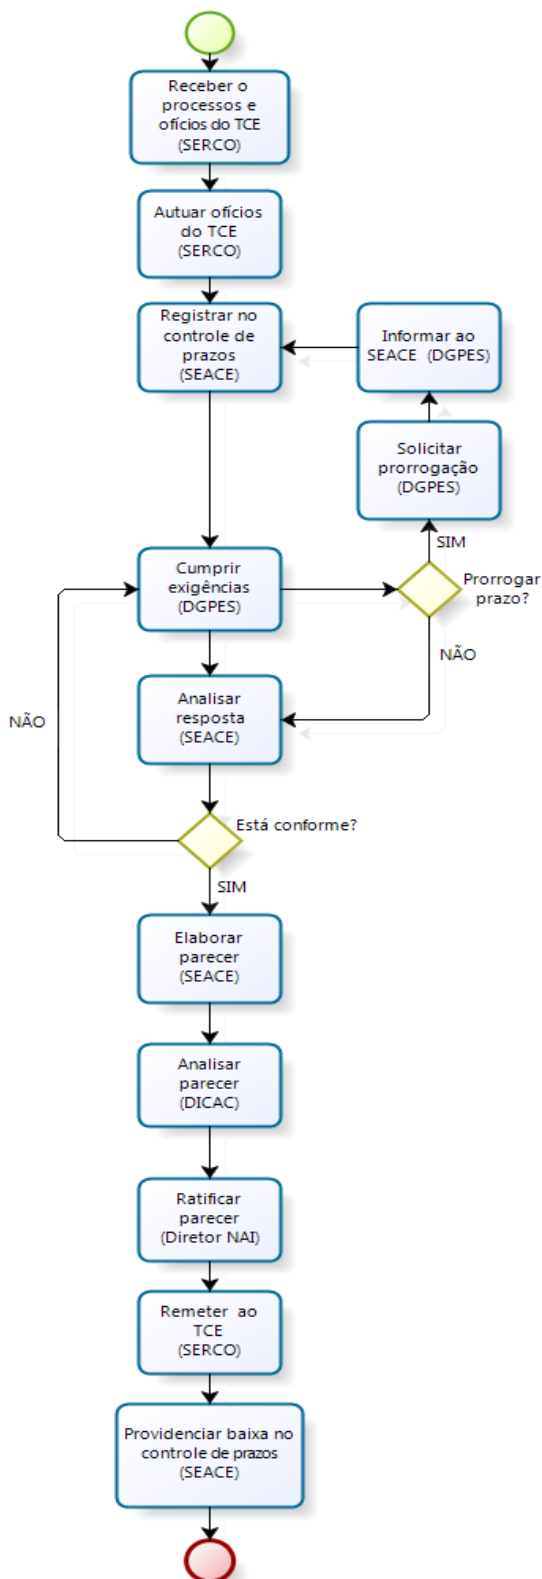 Receber o
processos e
ofícios do TCE
(SERCO)
Autuar ofícios
do TCE
(SERCO)
Registrar no
controle de
prazos
(SEACE)
Informar ao
SEACE (DGPES)
Solicitar
prorrogação
(DGPES)
SIM
Cumprir
exigências
(DGPES)
Prorrogar
prazo?
NÃO
Analisar
resposta
(SEACE)
NÃO
Está conforme?
SIM
Elaborar
parecer
(SEACE)
Analisar
parecer
(DICAC)
Ratificar
parecer
(Diretor NAI)
Remeter ao
TCE
(SERCO)
Providenciar baixa no
controle de prazos
(SEACE)